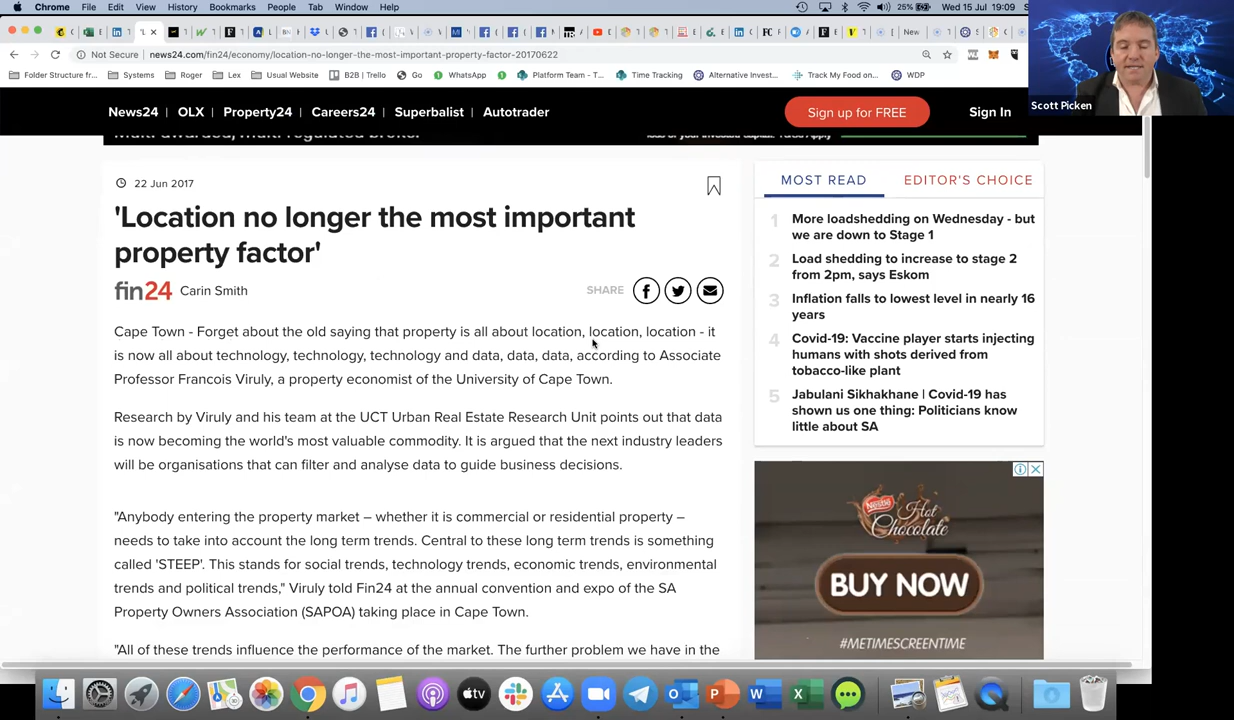 Chrome File Edit View History Bookmarks People Tab Window Help 25% Wed 15 Jul 19:09
Not Secure | news24.com/fin24/economy/location-no-longer-the-most-important-property-factor-20170622
Folder Structure fr... Systems Roger Lex Usual Website B2B | Trello Go WhatsApp Platform Team - T... Time Tracking Alternative Invest... Track My Food on... WDP
Scott Picken
News24 | OLX | Property24 | Careers24 | Superbalist | Autotrader Sign up for FREE Sign In
22 Jun 2017
'Location no longer the most important
property factor'
fin24 Carin Smith SHARE
Cape Town - Forget about the old saying that property is all about location, location, location - it
is now all about technology, technology, technology and data, data, data, according to Associate
Professor Francois Viruly, a property economist of the University of Cape Town.
Research by Viruly and his team at the UCT Urban Real Estate Research Unit points out that data
is now becoming the world's most valuable commodity. It is argued that the next industry leaders
will be organisations that can filter and analyse data to guide business decisions.
"Anybody entering the property market – whether it is commercial or residential property –
needs to take into account the long term trends. Central to these long term trends is something
called 'STEEP'. This stands for social trends, technology trends, economic trends, environmental
trends and political trends," Viruly told Fin24 at the annual convention and expo of the SA
Property Owners Association (SAPOA) taking place in Cape Town.
"All of these trends influence the performance of the market. The further problem we have in the
MOST READ EDITOR'S CHOICE
1 More loadshedding on Wednesday - but
we are down to Stage 1
2 Load shedding to increase to stage 2
from 2pm, says Eskom
3 Inflation falls to lowest level in nearly 16
years
4 Covid-19: Vaccine player starts injecting
humans with shots derived from
tobacco-like plant
5 Jabulani Sikhakhane | Covid-19 has
shown us one thing: Politicians know
little about SA
Nestlé
Hot
Chocolate
BUY NOW
#METIMESCREENTIME
tv